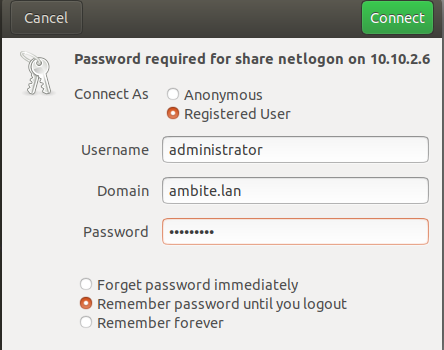 Cancel Connect
Password required for share netlogon on 10.10.2.6
Connect As Anonymous
Registered User
Username administrator
Domain ambite.lan
Password •••••••••
Forget password immediately
Remember password until you logout
Remember forever